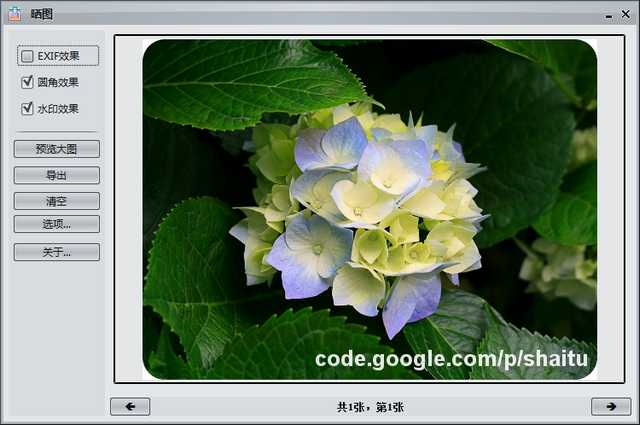 晒图
EXIF效果
圆角效果
水印效果
预览大图
导出
清空
选项...
关于...
code.google.com/p/shaitu
共1张，第1张